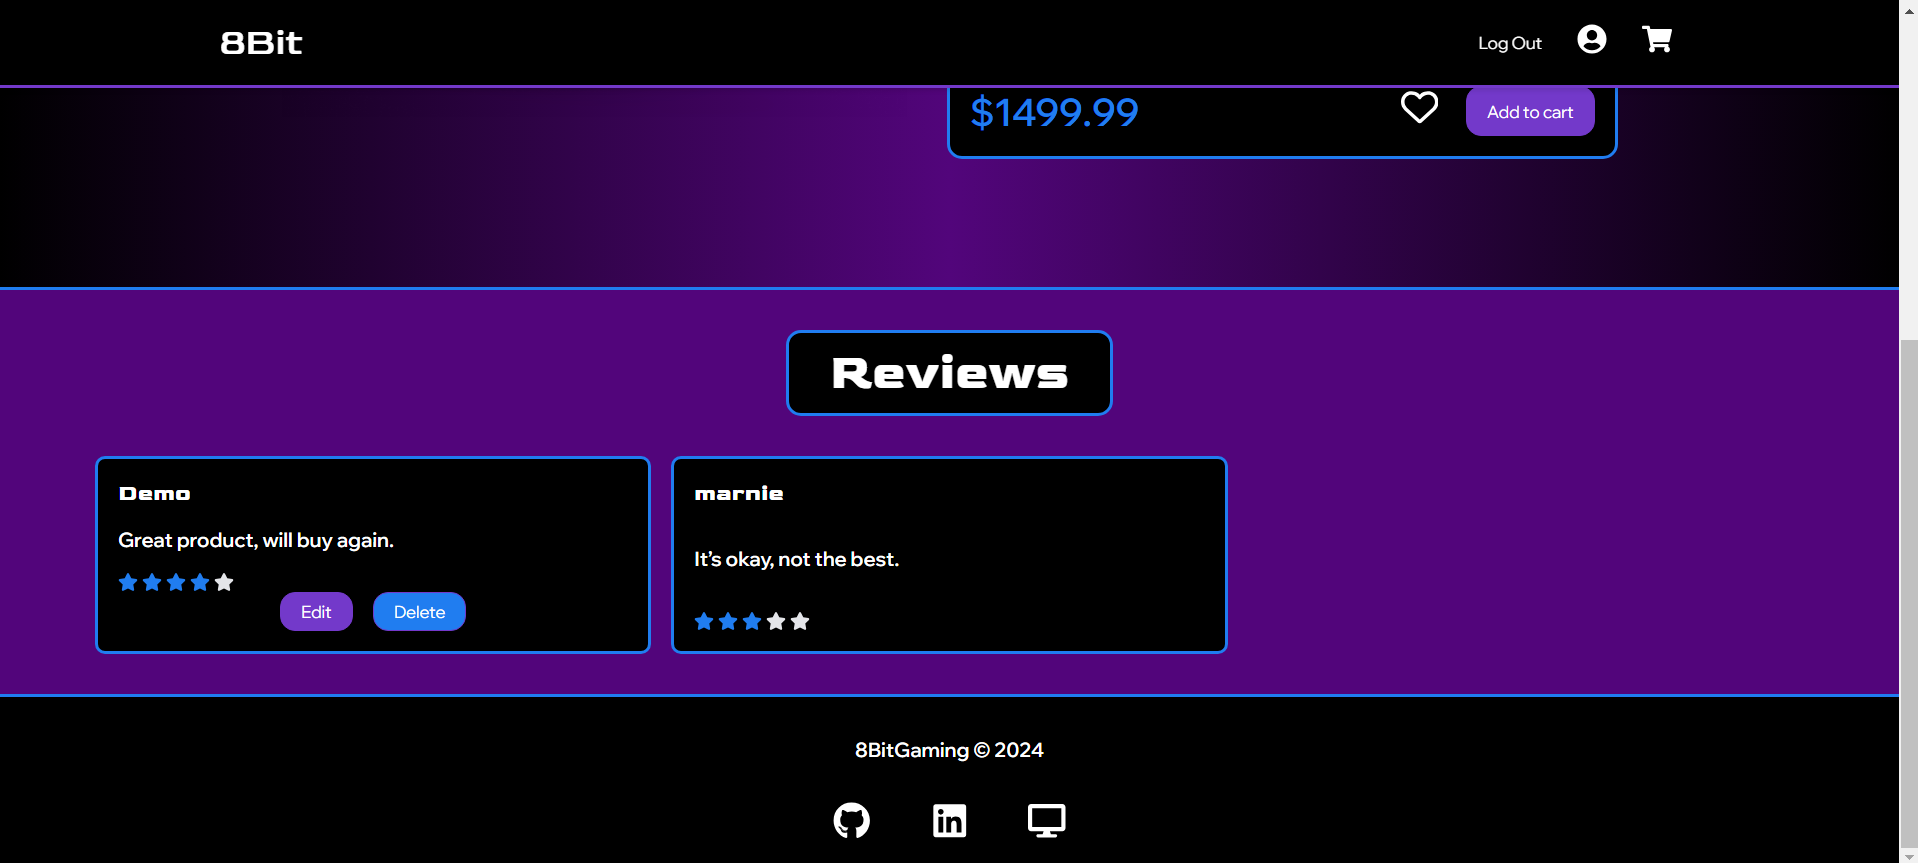 8Bit
Log Out
$1499.99
Add to cart
Reviews
Demo
Great product, will buy again.
Edit
Delete
marnie
It's okay, not the best.
8BitGaming © 2024
in